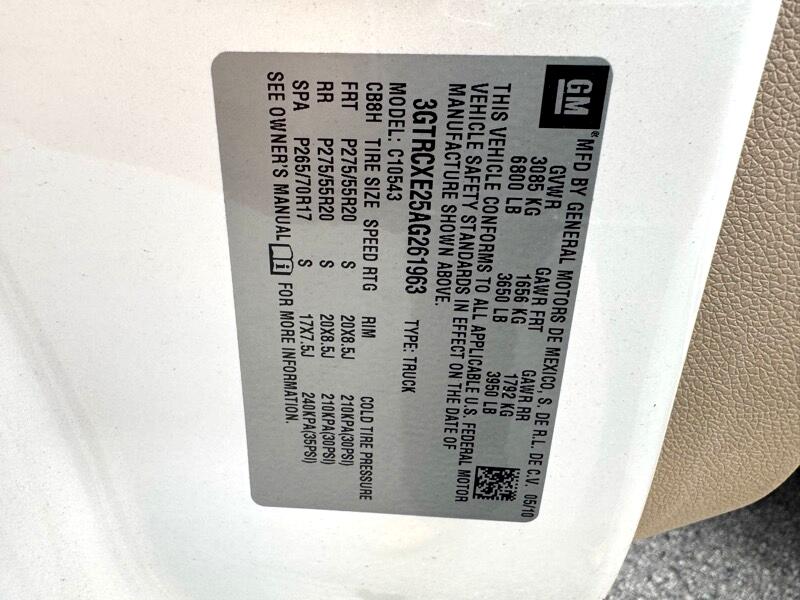 GM
® MFD BY GENERAL MOTORS DE MEXICO, S. DE R.L. DE C.V. 05/10
GVWR GAWR FRT GAWR RR
3085 KG 1656 KG 1792 KG
6800 LB 3650 LB 3950 LB
THIS VEHICLE CONFORMS TO ALL APPLICABLE U.S. FEDERAL MOTOR
VEHICLE SAFETY STANDARDS IN EFFECT ON THE DATE OF
MANUFACTURE SHOWN ABOVE.
3GTRCXE25AG261963 TYPE: TRUCK
MODEL: C10543
CB8H TIRE SIZE SPEED RTG RIM COLD TIRE PRESSURE
FRT P275/55R20 S 20X8.5J 210KPA(30PSI)
RR P275/55R20 S 20X8.5J 210KPA(30PSI)
SPA P265/70R17 S 17X7.5J 240KPA(35PSI)
SEE OWNER'S MANUAL i FOR MORE INFORMATION.